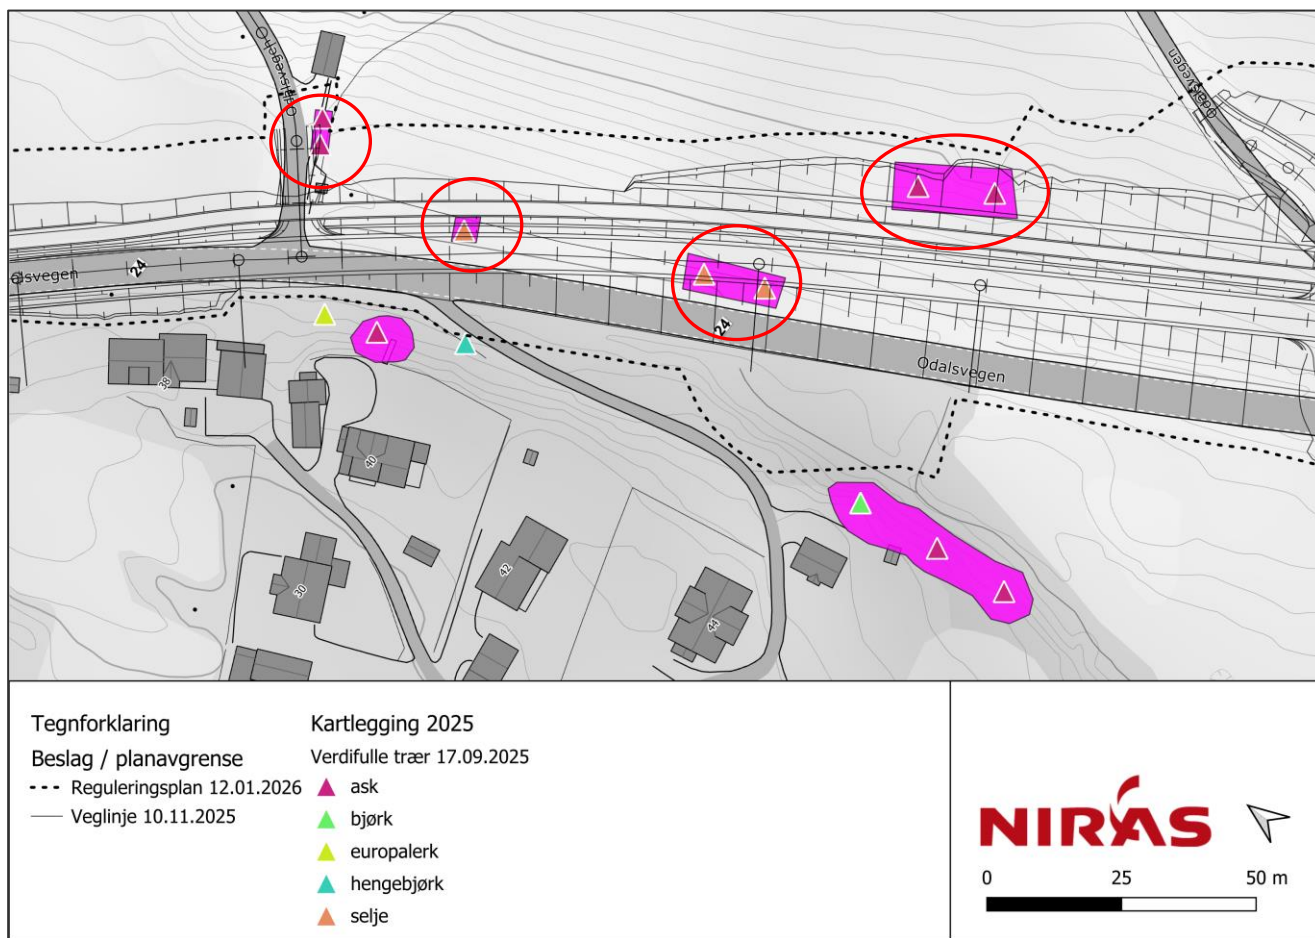 Odalsvegen
Odalsvegen
24
olsvegen
24
Odalsvegen
38
40
42
30
44
Tegnforklaring
Beslag / planavgrense
Reguleringsplan 12.01.2026
Veglinje 10.11.2025
Kartlegging 2025
Verdifulle trær 17.09.2025
ask
bjørk
europalerk
hengebjørk
selje
NIRAS
0 25 50 m